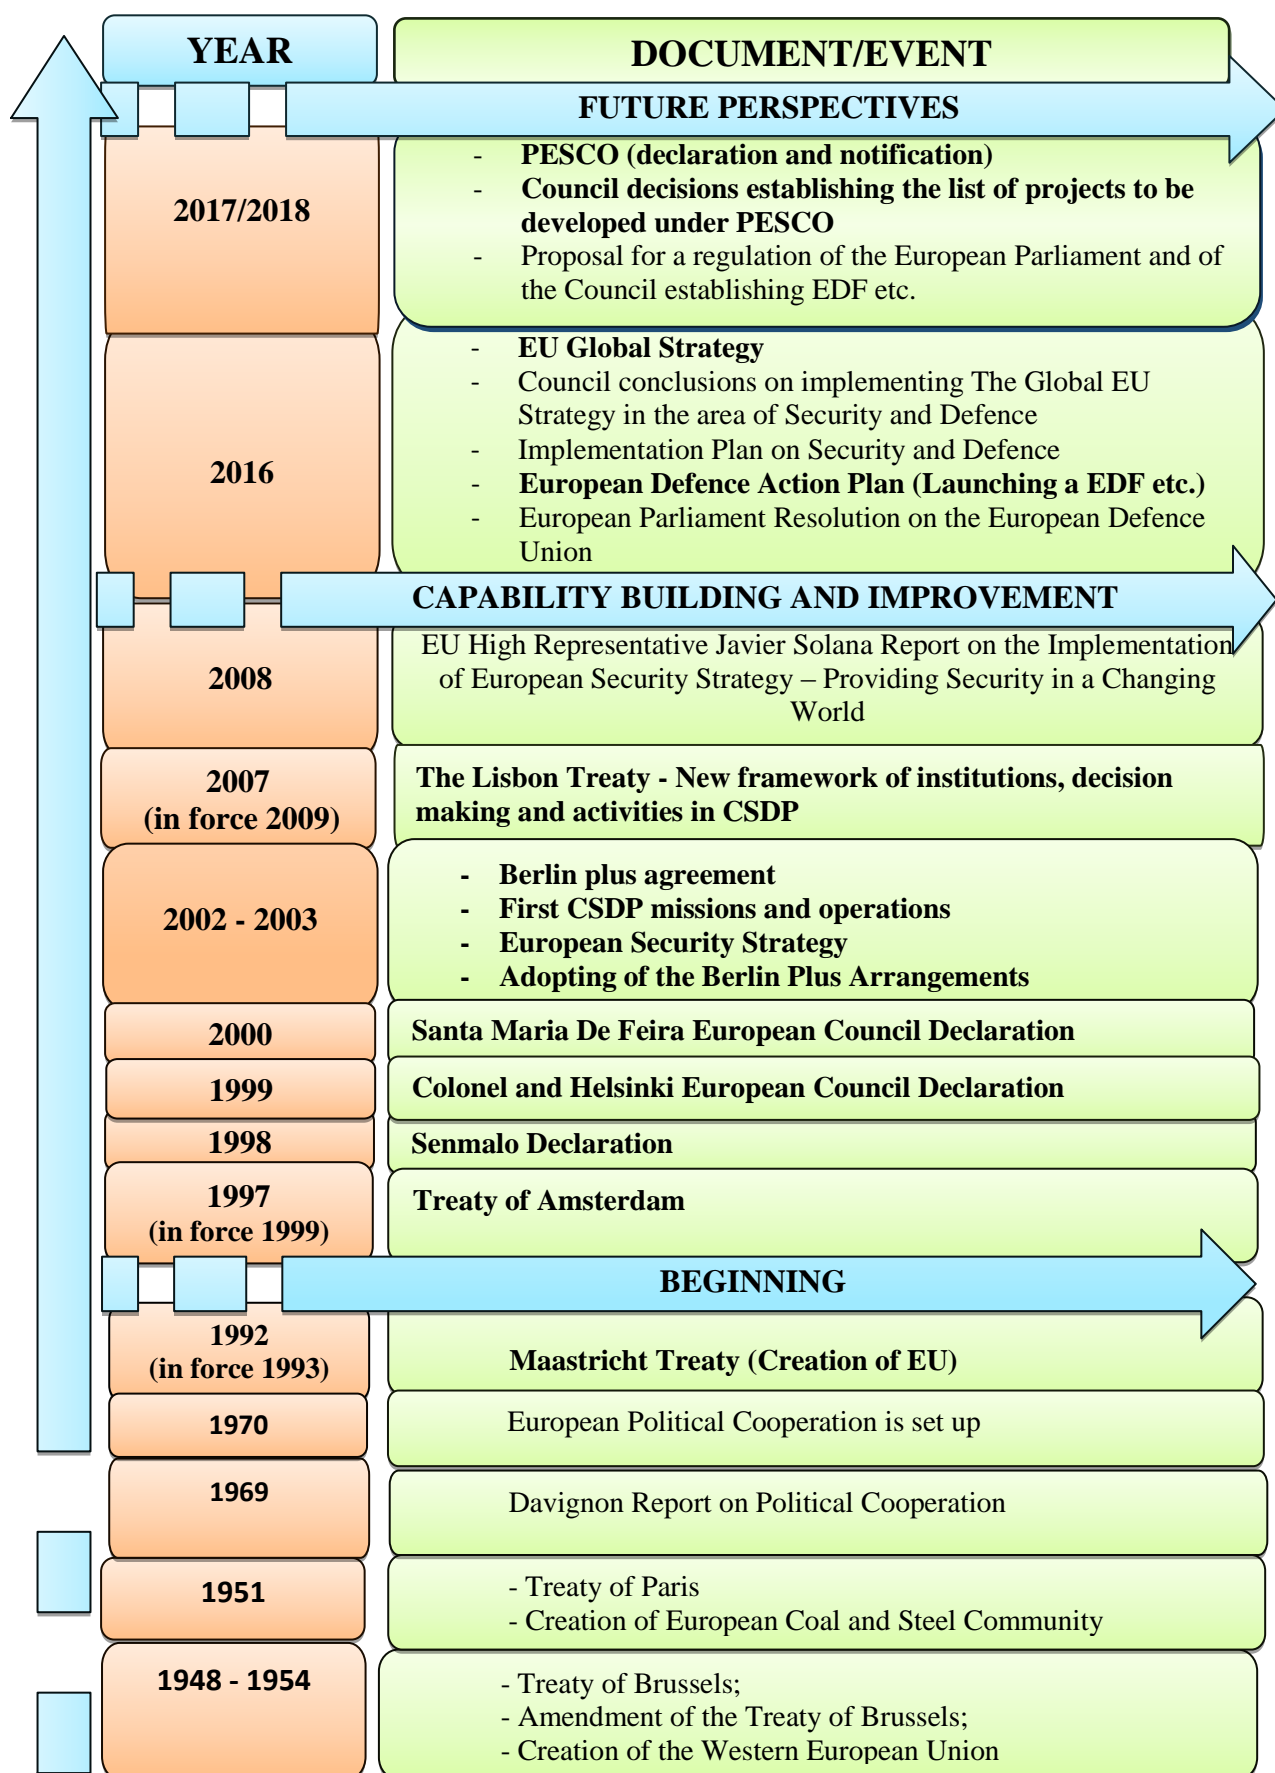 YEAR
DOCUMENT/EVENT
FUTURE PERSPECTIVES
2017/2018
- PESCO (declaration and notification)
- Council decisions establishing the list of projects to be
developed under PESCO
- Proposal for a regulation of the European Parliament and of
the Council establishing EDF etc.
2016
- EU Global Strategy
- Council conclusions on implementing The Global EU
Strategy in the area of Security and Defence
- Implementation Plan on Security and Defence
- European Defence Action Plan (Launching a EDF etc.)
- European Parliament Resolution on the European Defence
Union
CAPABILITY BUILDING AND IMPROVEMENT
2008
EU High Representative Javier Solana Report on the Implementation
of European Security Strategy – Providing Security in a Changing
World
2007
(in force 2009)
The Lisbon Treaty - New framework of institutions, decision
making and activities in CSDP
2002 - 2003
- Berlin plus agreement
- First CSDP missions and operations
- European Security Strategy
- Adopting of the Berlin Plus Arrangements
2000
Santa Maria De Feira European Council Declaration
1999
Colonel and Helsinki European Council Declaration
1998
Senmalo Declaration
1997
(in force 1999)
Treaty of Amsterdam
BEGINNING
1992
(in force 1993)
Maastricht Treaty (Creation of EU)
1970
European Political Cooperation is set up
1969
Davignon Report on Political Cooperation
1951
- Treaty of Paris
- Creation of European Coal and Steel Community
1948 - 1954
- Treaty of Brussels;
- Amendment of the Treaty of Brussels;
- Creation of the Western European Union